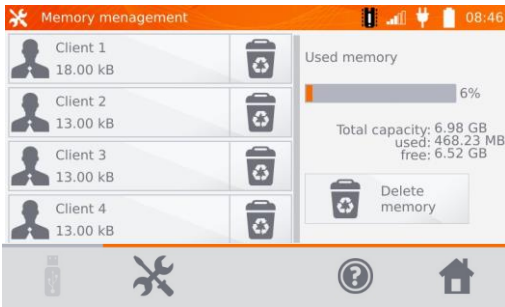 Memory menagement
08:46
Client 1
18.00 kB
Client 2
13.00 kB
Client 3
13.00 kB
Client 4
13.00 kB
Used memory
6%
Total capacity: 6.98 GB
used: 468.23 MB
free: 6.52 GB
Delete
memory